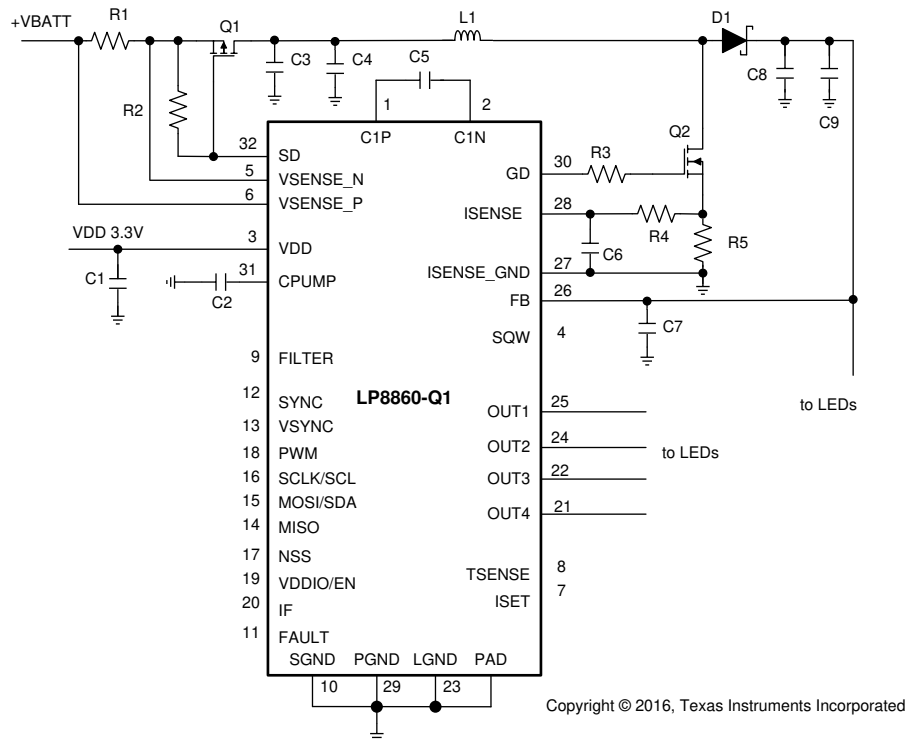 +VBATT
R1
Q1
L1
D1
C3
C4
C5
C8
C9
R2
1
2
C1P
C1N
Q2
32
SD
5
VSENSE_N
6
VSENSE_P
30
GD
R3
28
ISENSE
R4
R5
VDD 3.3V
3
VDD
C6
C1
31
CPUMP
C2
27
ISENSE_GND
26
FB
C7
4
SQW
9
FILTER
12
SYNC
LP8860-Q1
13
VSYNC
18
PWM
16
SCLK/SCL
15
MOSI/SDA
14
MISO
17
NSS
19
VDDIO/EN
20
IF
11
FAULT
to LEDs
25
OUT1
24
OUT2
to LEDs
22
OUT3
21
OUT4
8
TSENSE
7
ISET
SGND
PGND
LGND
PAD
10
29
23
Copyright © 2016, Texas Instruments Incorporated